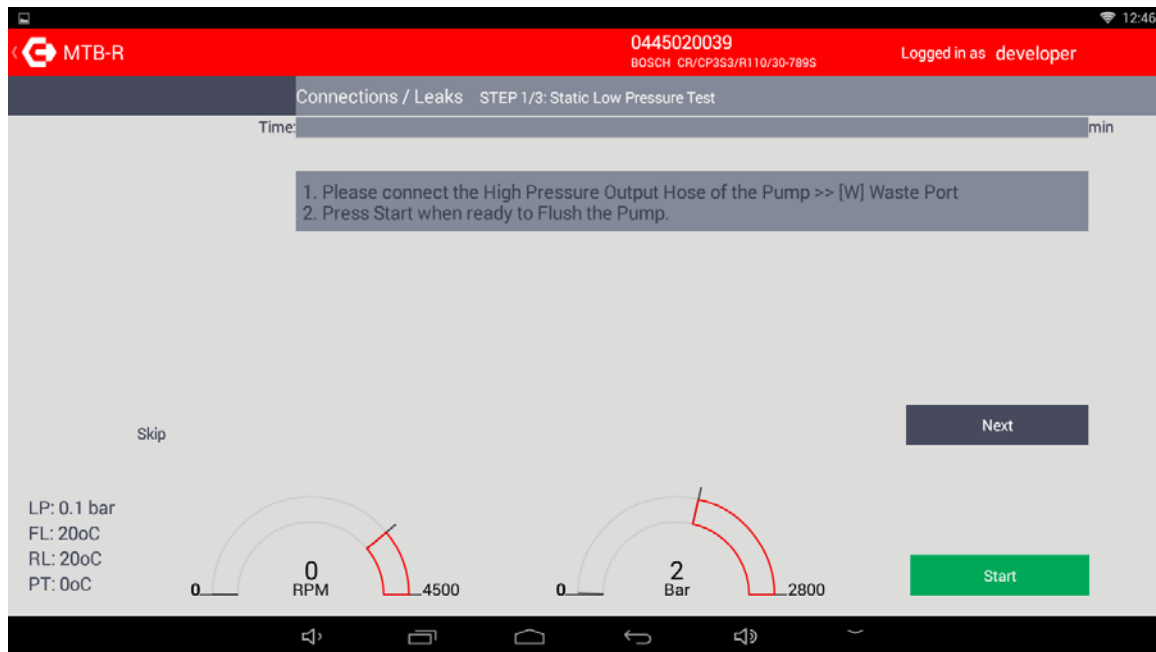 12:46
MTB-R
0445020039
BOSCH CR/CP3S3/R110/30-789S
Logged in as developer
Connections / Leaks STEP 1/3: Static Low Pressure Test
Time:
min
1. Please connect the High Pressure Output Hose of the Pump >> [W] Waste Port
2. Press Start when ready to Flush the Pump.
Skip
Next
LP: 0.1 bar
FL: 20oC
RL: 20oC
PT: 0oC
0
0
RPM
4500
0
2
Bar
2800
Start